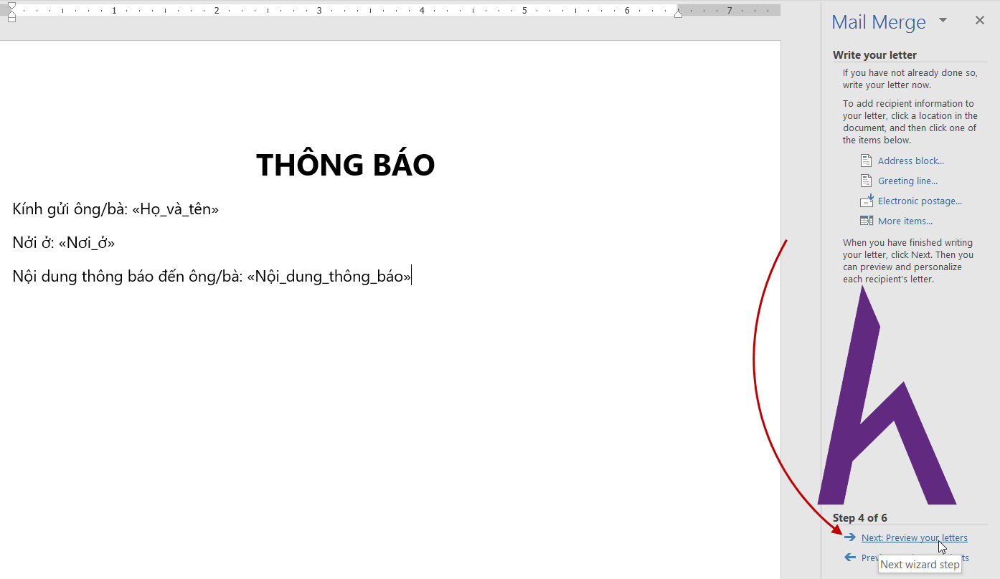 1 2 3 4 5 6 7
THÔNG BÁO
Kính gửi ông/bà: «Họ_và_tên»
Nởi ở: «Nơi_ở»
Nội dung thông báo đến ông/bà: «Nội_dung_thông_báo»
Mail Merge
Write your letter
If you have not already done so,
write your letter now.
To add recipient information to
your letter, click a location in the
document, and then click one of
the items below.
Address block...
Greeting line...
Electronic postage...
More items...
When you have finished writing
your letter, click Next. Then you
can preview and personalize
each recipient's letter.
Step 4 of 6
Next: Preview your letters
Next wizard step